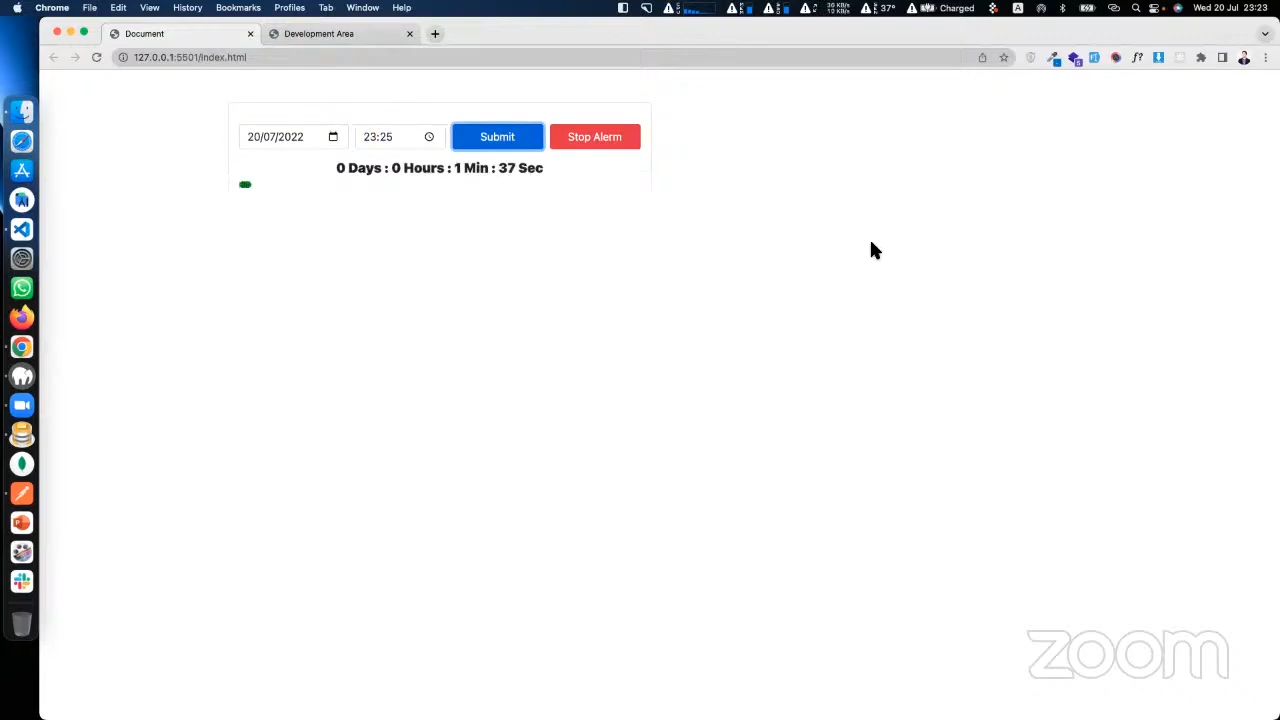 Chrome File Edit View History Bookmarks Profiles Tab Window Help
37° Charged A Wed 20 Jul 23:23
Document Development Area
127.0.0.1:5501/index.html
20/07/2022 23:25 Submit Stop Alerm
0 Days : 0 Hours : 1 Min : 37 Sec
zoom